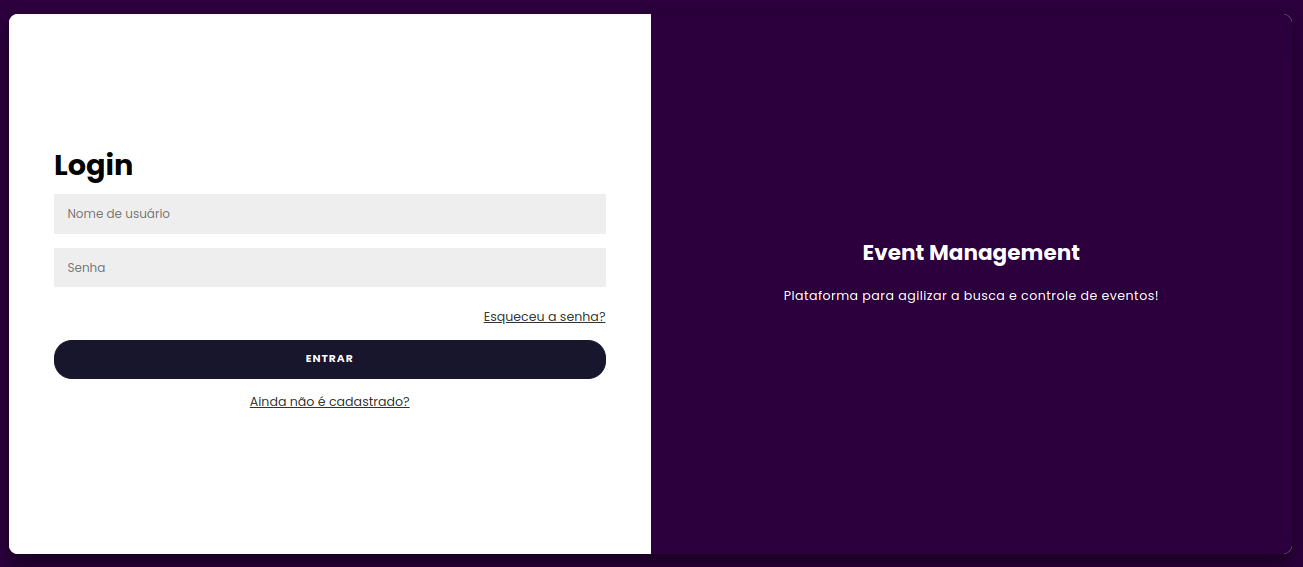 Login
Nome de usuário
Senha
Esqueceu a senha?
ENTRAR
Ainda não é cadastrado?
Event Management
Plataforma para agilizar a busca e controle de eventos!